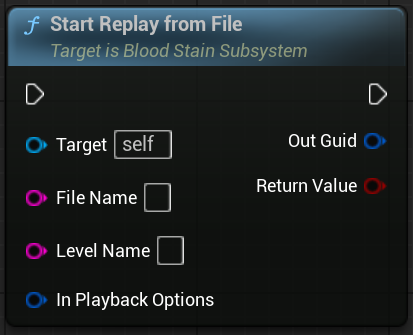 f Start Replay from File
Target is Blood Stain Subsystem
Target self
Out Guid
File Name
Return Value
Level Name
In Playback Options